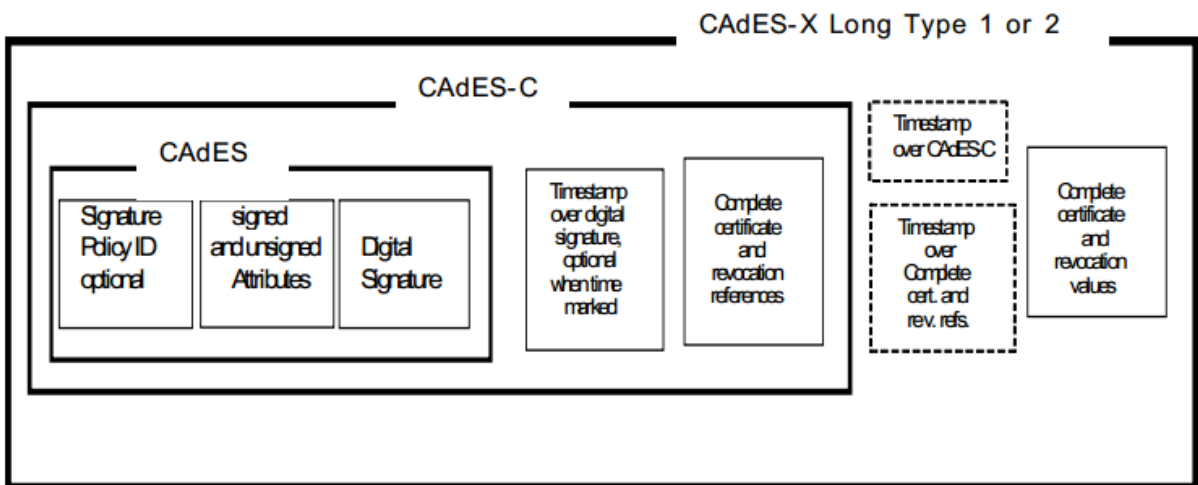 CAdES-X Long Type 1 or 2
CAdES-C
CAdES
Signature
Policy ID
optional
signed
and unsigned
Attributes
Digital
Signature
Timestamp
over digital
signature,
optional
when time
marked
Complete
certificate
and
revocation
references
Timestamp
over CAdES-C
Timestamp
over
Complete
cert. and
rev. refs.
Complete
certificate
and
revocation
values